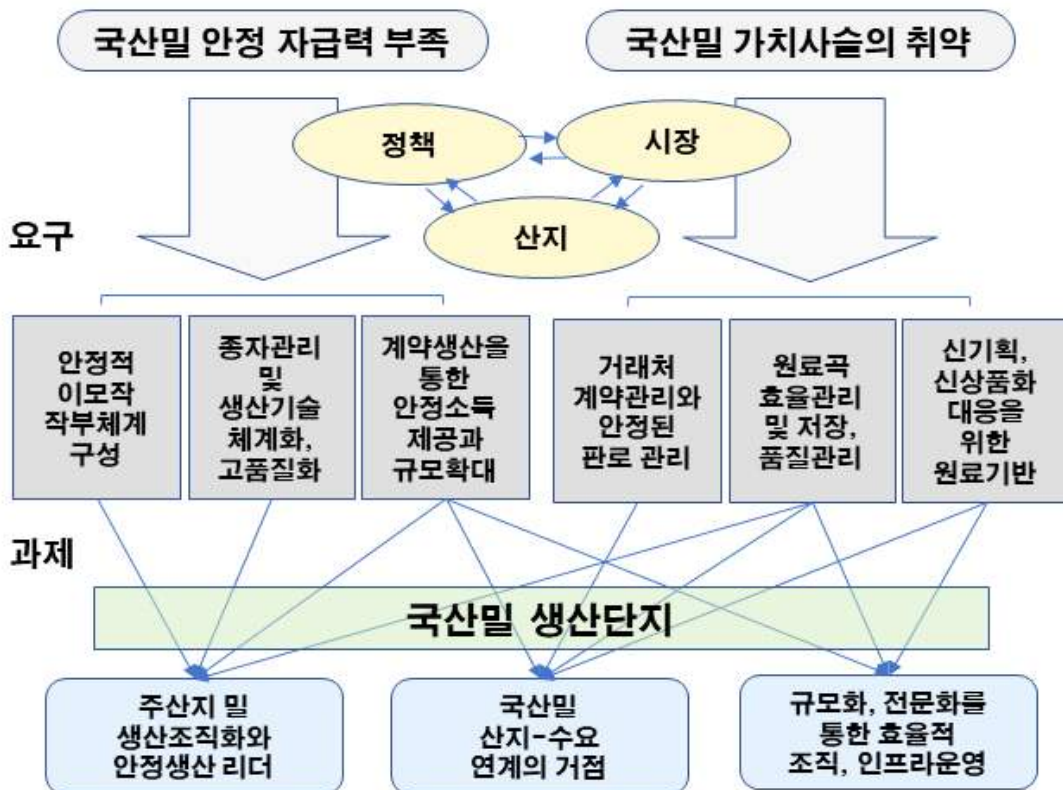 국산밀 안정 자급력 부족
국산밀 가치사슬의 취약
정책
시장
산지
요구
안정적
이모작
작부체계
구성
종자관리
및
생산기술
체계화,
고품질화
계약생산을
통한
안정소득
제공과
규모확대
거래처
계약관리와
안정된
판로 관리
원료곡
효율관리
및 저장,
품질관리
신기획,
신상품화
대응을
위한
원료기반
과제
국산밀 생산단지
주산지 밀
생산조직화와
안정생산 리더
국산밀
산지-수요
연계의 거점
규모화, 전문화를
통한 효율적
조직, 인프라운영